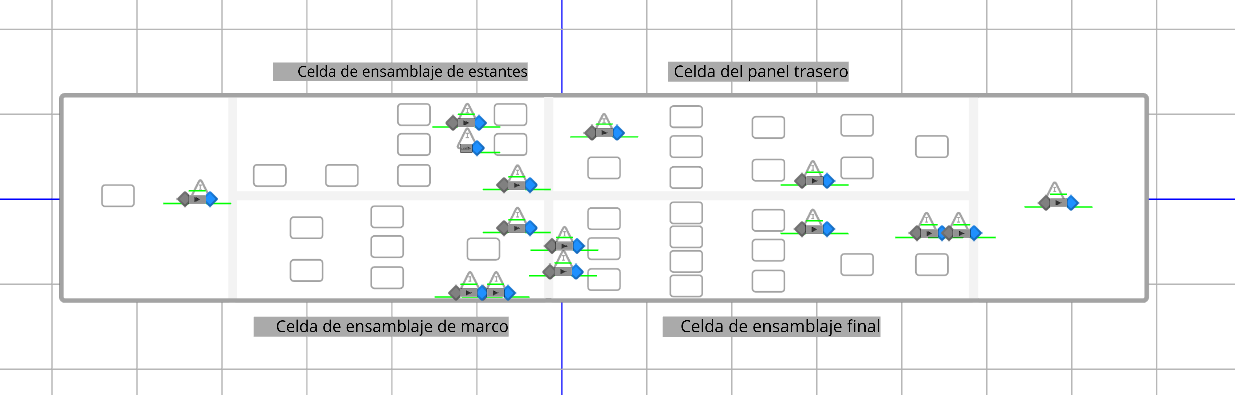 Celda de ensamblaje de estantes
Celda del panel trasero
Celda de ensamblaje de marco
Celda de ensamblaje final